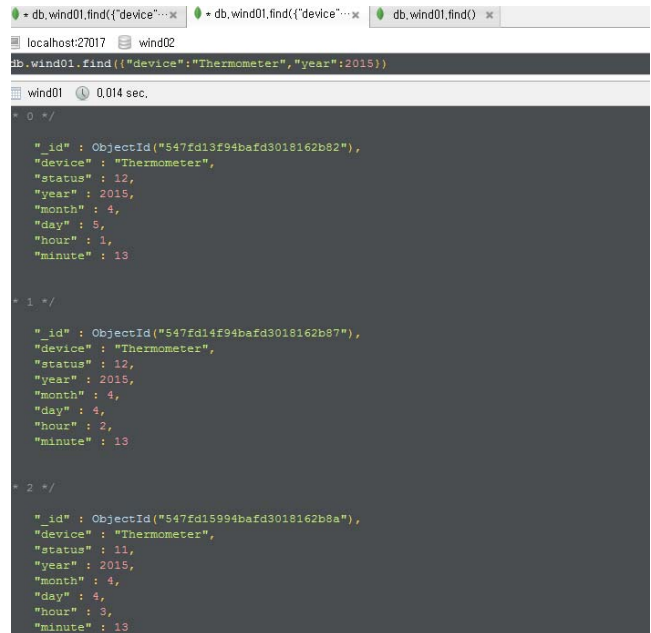 * db,wind01,find({"device"··· ×
* db,wind01,find({"device"··· ×
db,wind01,find() ×
localhost:27017 wind02
db.wind01.find({"device":"Thermometer","year":2015})
wind01 0,014 sec,
* 0 */
"_id" : ObjectId("547fd13f94bafd3018162b82"),
"device" : "Thermometer",
"status" : 12,
"year" : 2015,
"month" : 4,
"day" : 5,
"hour" : 1,
"minute" : 13
* 1 */
"_id" : ObjectId("547fd14f94bafd3018162b87"),
"device" : "Thermometer",
"status" : 12,
"year" : 2015,
"month" : 4,
"day" : 4,
"hour" : 2,
"minute" : 13
* 2 */
"_id" : ObjectId("547fd15994bafd3018162b8a"),
"device" : "Thermometer",
"status" : 11,
"year" : 2015,
"month" : 4,
"day" : 4,
"hour" : 3,
"minute" : 13